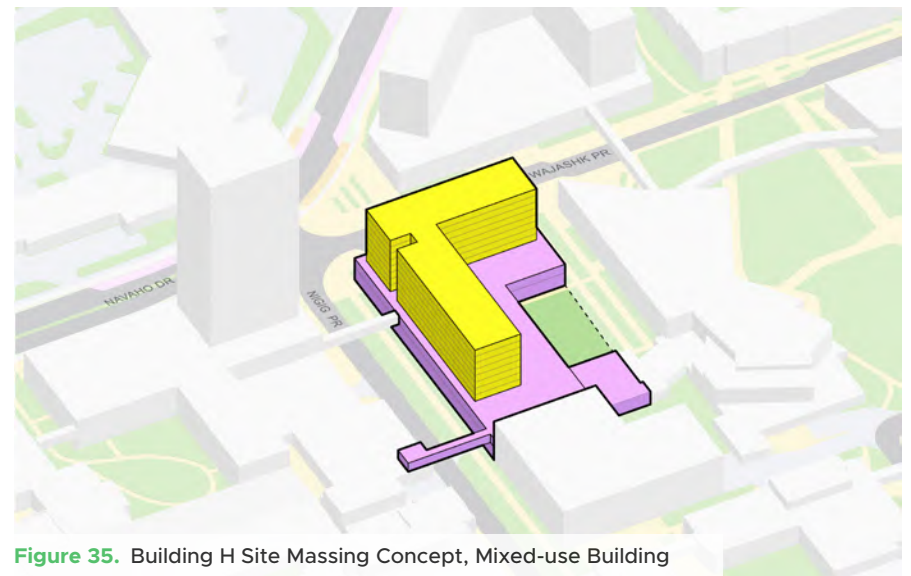 WAJASHK PR.
NAVAHO DR.
NIGIG PR.
Figure 35. Building H Site Massing Concept, Mixed-use Building